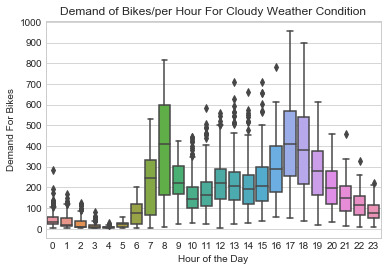 Demand of Bikes/per Hour For Cloudy Weather Condition
1000
900
800
700
600
500
400
300
200
100
0
Demand For Bikes
0 1 2 3 4 5 6 7 8 9 10 11 12 13 14 15 16 17 18 19 20 21 22 23
Hour of the Day